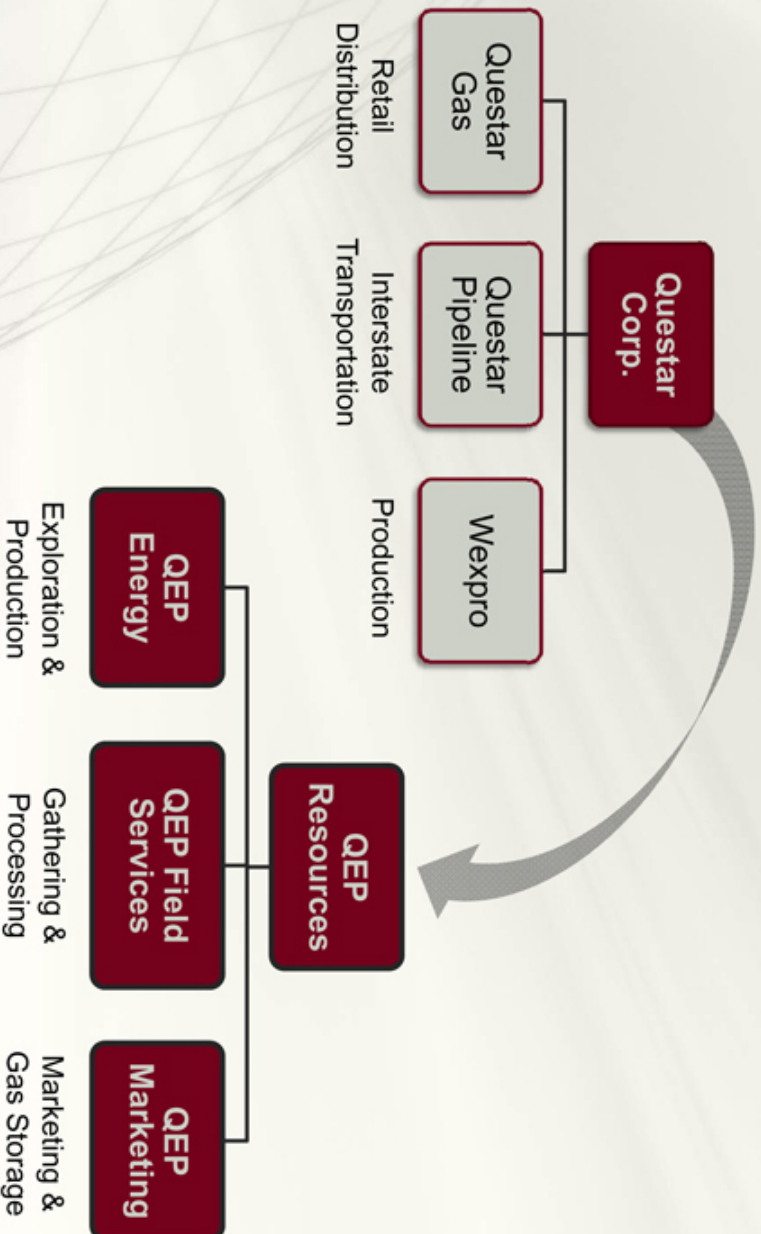 Questar
Corp.
Questar
Gas
Questar
Pipeline
Wexpro
Retail
Distribution
Interstate
Transportation
Production
QEP
Resources
QEP
Energy
QEP Field
Services
QEP
Marketing
Exploration &
Production
Gathering &
Processing
Marketing &
Gas Storage